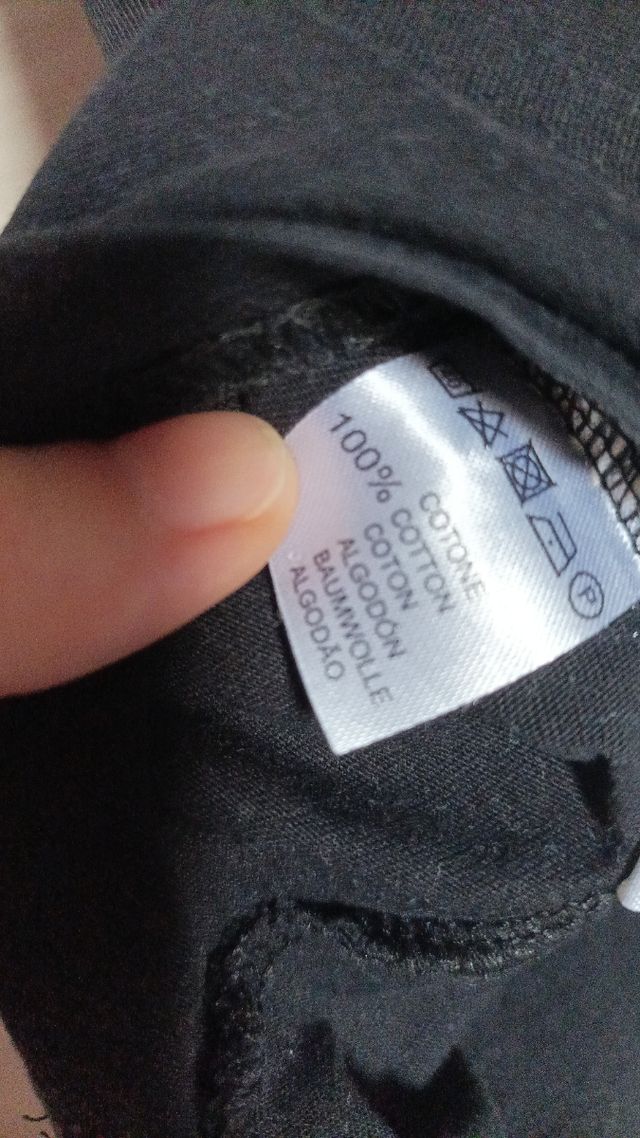 100% COTONE
COTTON
COTON
ALGODÓN
BAUMWOLLE
ALGODÃO
P